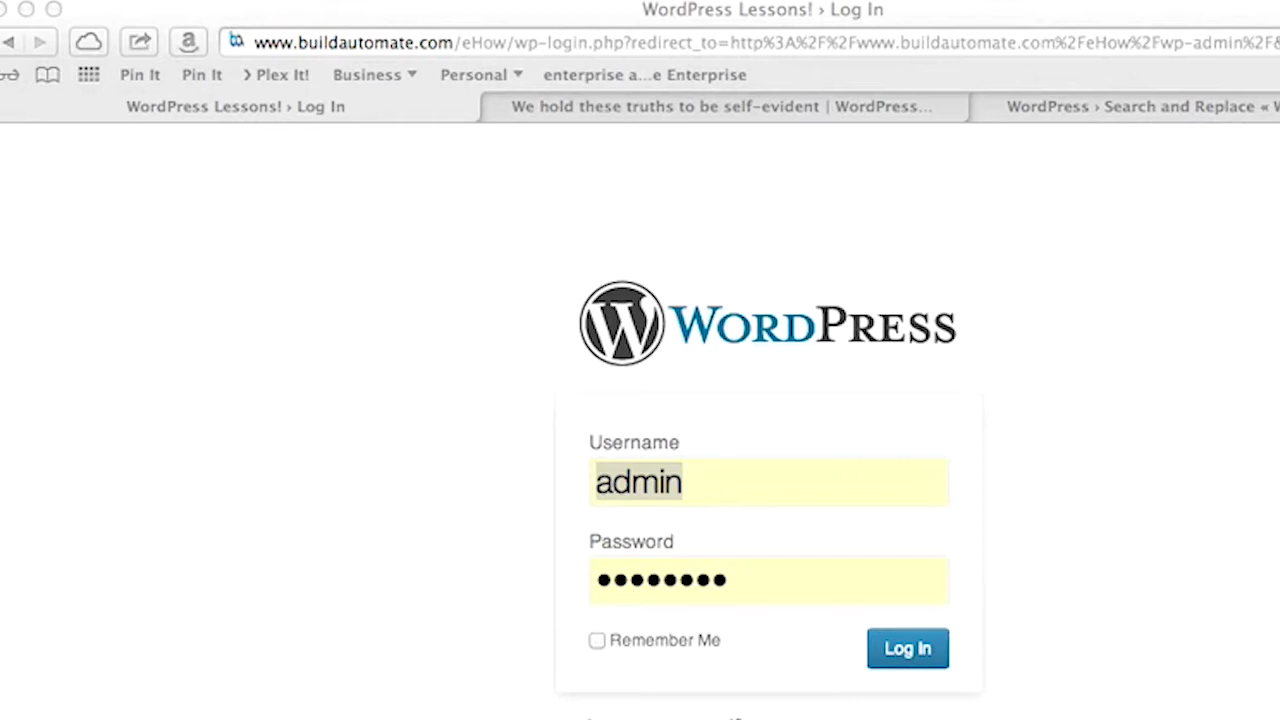 WordPress Lessons! › Log In
www.buildautomate.com/eHow/wp-login.php?redirect_to=http%3A%2F%2Fwww.buildautomate.com%2FeHow%2Fwp-admin%2F&
Pin It Pin It › Plex It! Business Personal enterprise a...e Enterprise
WordPress Lessons! › Log In We hold these truths to be self-evident | WordPress... WordPress › Search and Replace «
WORDPRESS
Username
admin
Password
Remember Me Log In